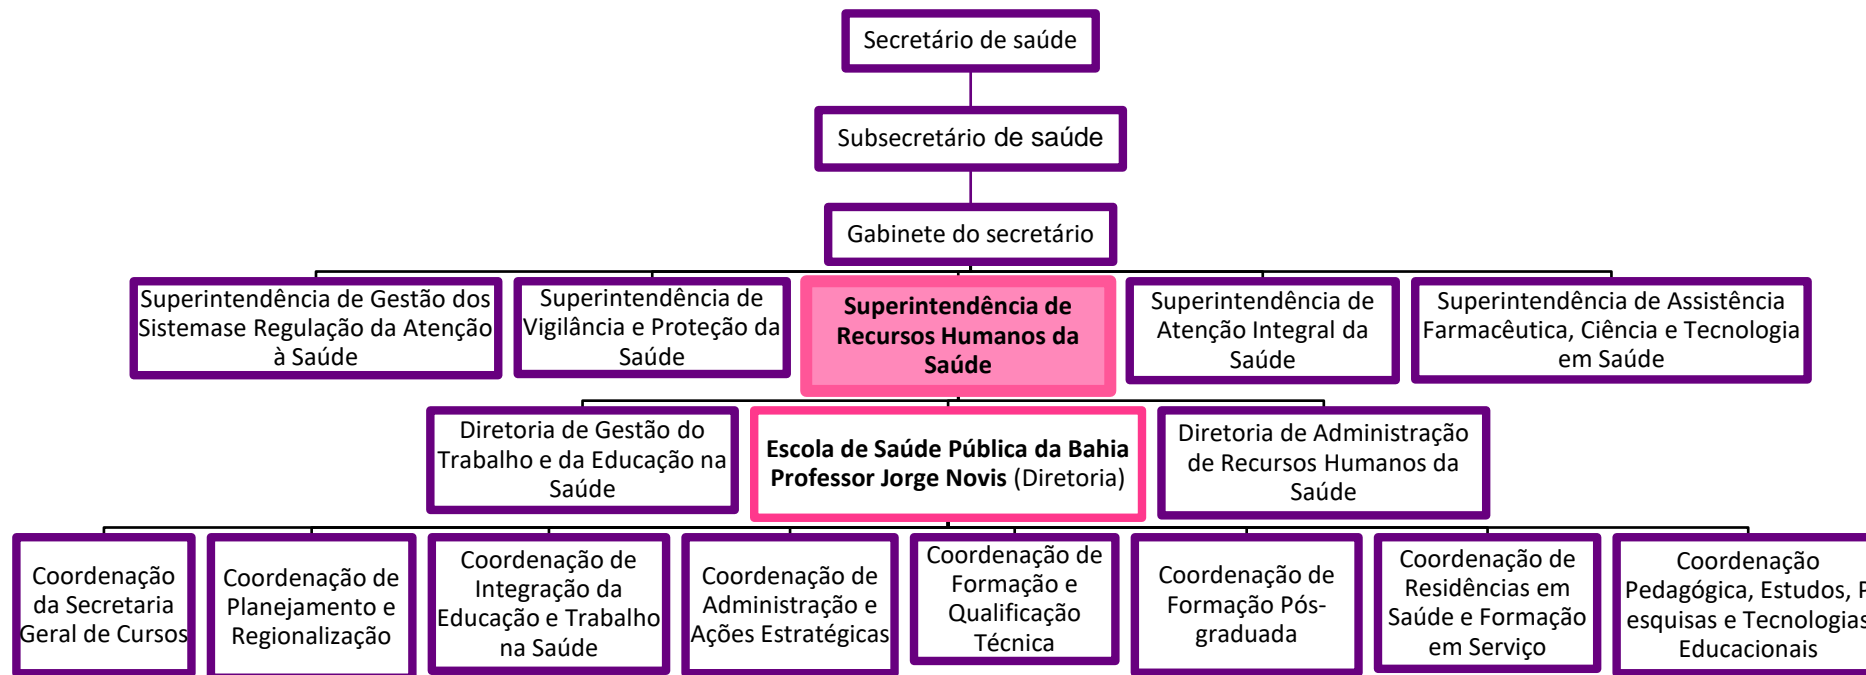 Secretário de saúde
Subsecretário de saúde
Gabinete do secretário
Superintendência de Gestão dos
Sistemase Regulação da Atenção
à Saúde
Superintendência de
Vigilância e Proteção da
Saúde
Superintendência de
Recursos Humanos da
Saúde
Superintendência de
Atenção Integral da
Saúde
Superintendência de Assistência
Farmacêutica, Ciência e Tecnologia
em Saúde
Diretoria de Gestão do
Trabalho e da Educação na
Saúde
Escola de Saúde Pública da Bahia
Professor Jorge Novis (Diretoria)
Diretoria de Administração
de Recursos Humanos da
Saúde
Coordenação
da Secretaria
Geral de Cursos
Coordenação de
Planejamento e
Regionalização
Coordenação de
Integração da
Educação e Trabalho
na Saúde
Coordenação de
Administração e
Ações Estratégicas
Coordenação de
Formação e
Qualificação
Técnica
Coordenação de
Formação Pós-
graduada
Coordenação de
Residências em
Saúde e Formação
em Serviço
Coordenação
Pedagógica, Estudos, P
esquisas e Tecnologias
Educacionais